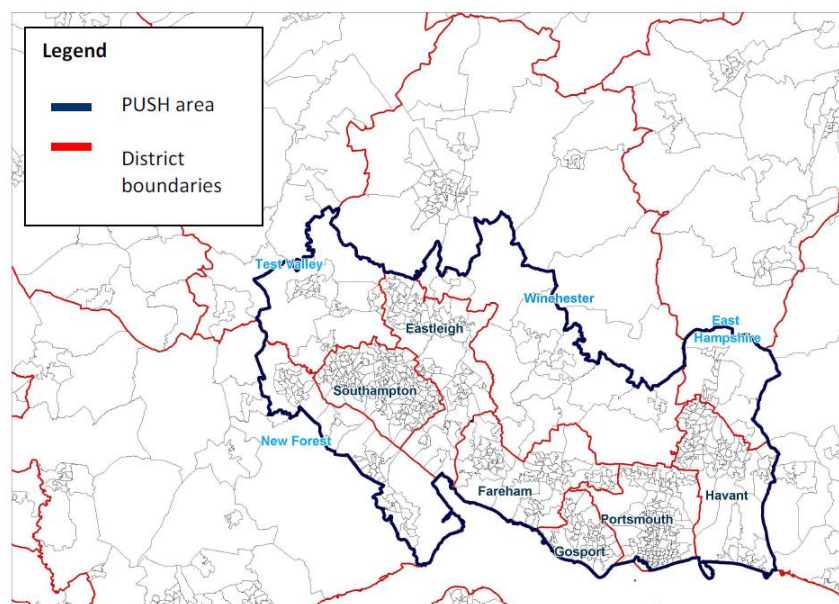 Legend
PUSH area
District
boundaries
Test Valley
Winchester
Eastleigh
East
Hampshire
Southampton
New Forest
Fareham
Havant
Portsmouth
Gosport